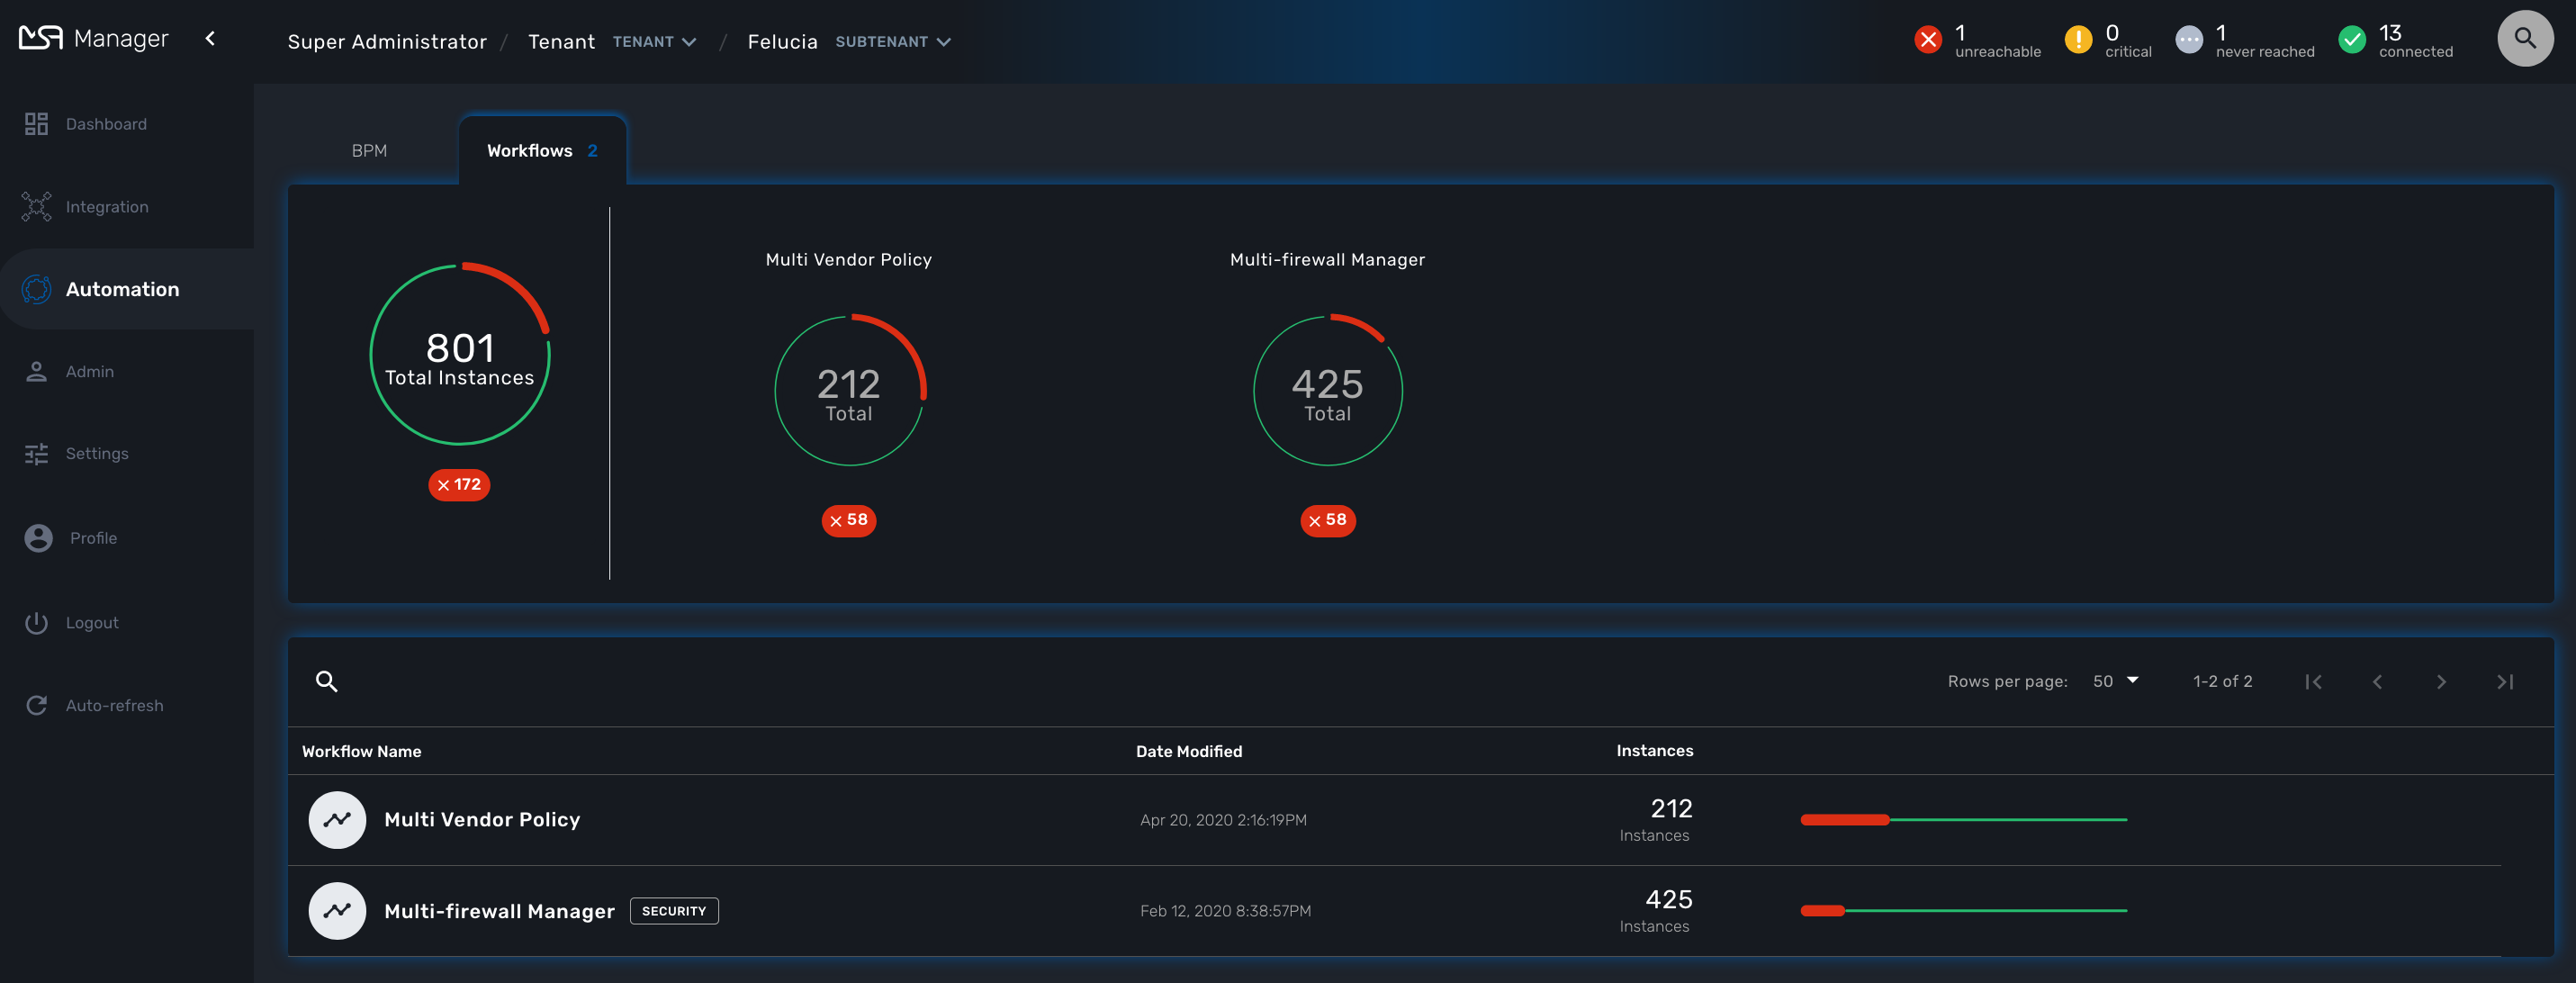 MSA Manager
Super Administrator / Tenant TENANT / Felucia SUBTENANT
1 unreachable
0 critical
1 never reached
13 connected
Dashboard
Integration
Automation
Admin
Settings
Profile
Logout
Auto-refresh
BPM
Workflows 2
801
Total Instances
172
Multi Vendor Policy
212
Total
58
Multi-firewall Manager
425
Total
58
Rows per page: 50 1-2 of 2
Workflow Name Date Modified Instances
Multi Vendor Policy Apr 20, 2020 2:16:19PM 212 Instances
Multi-firewall Manager SECURITY Feb 12, 2020 8:38:57PM 425 Instances